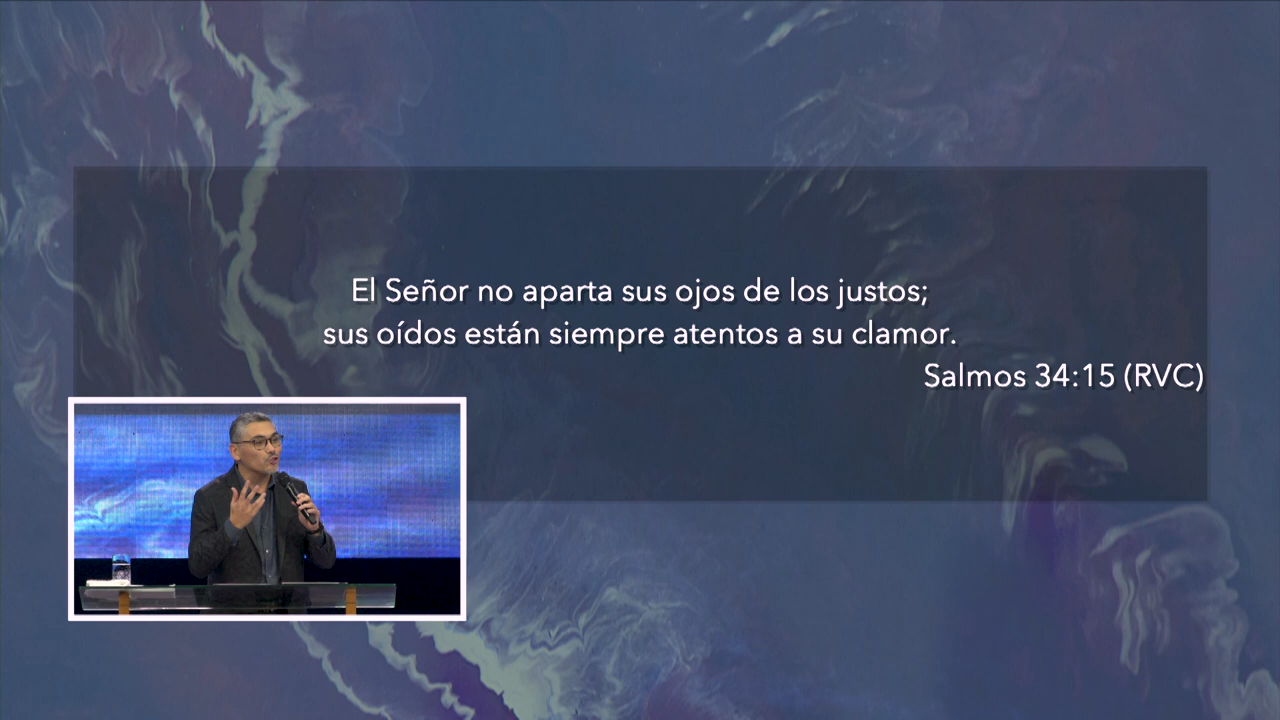 El Señor no aparta sus ojos de los justos;
sus oídos están siempre atentos a su clamor.
Salmos 34:15 (RVC)